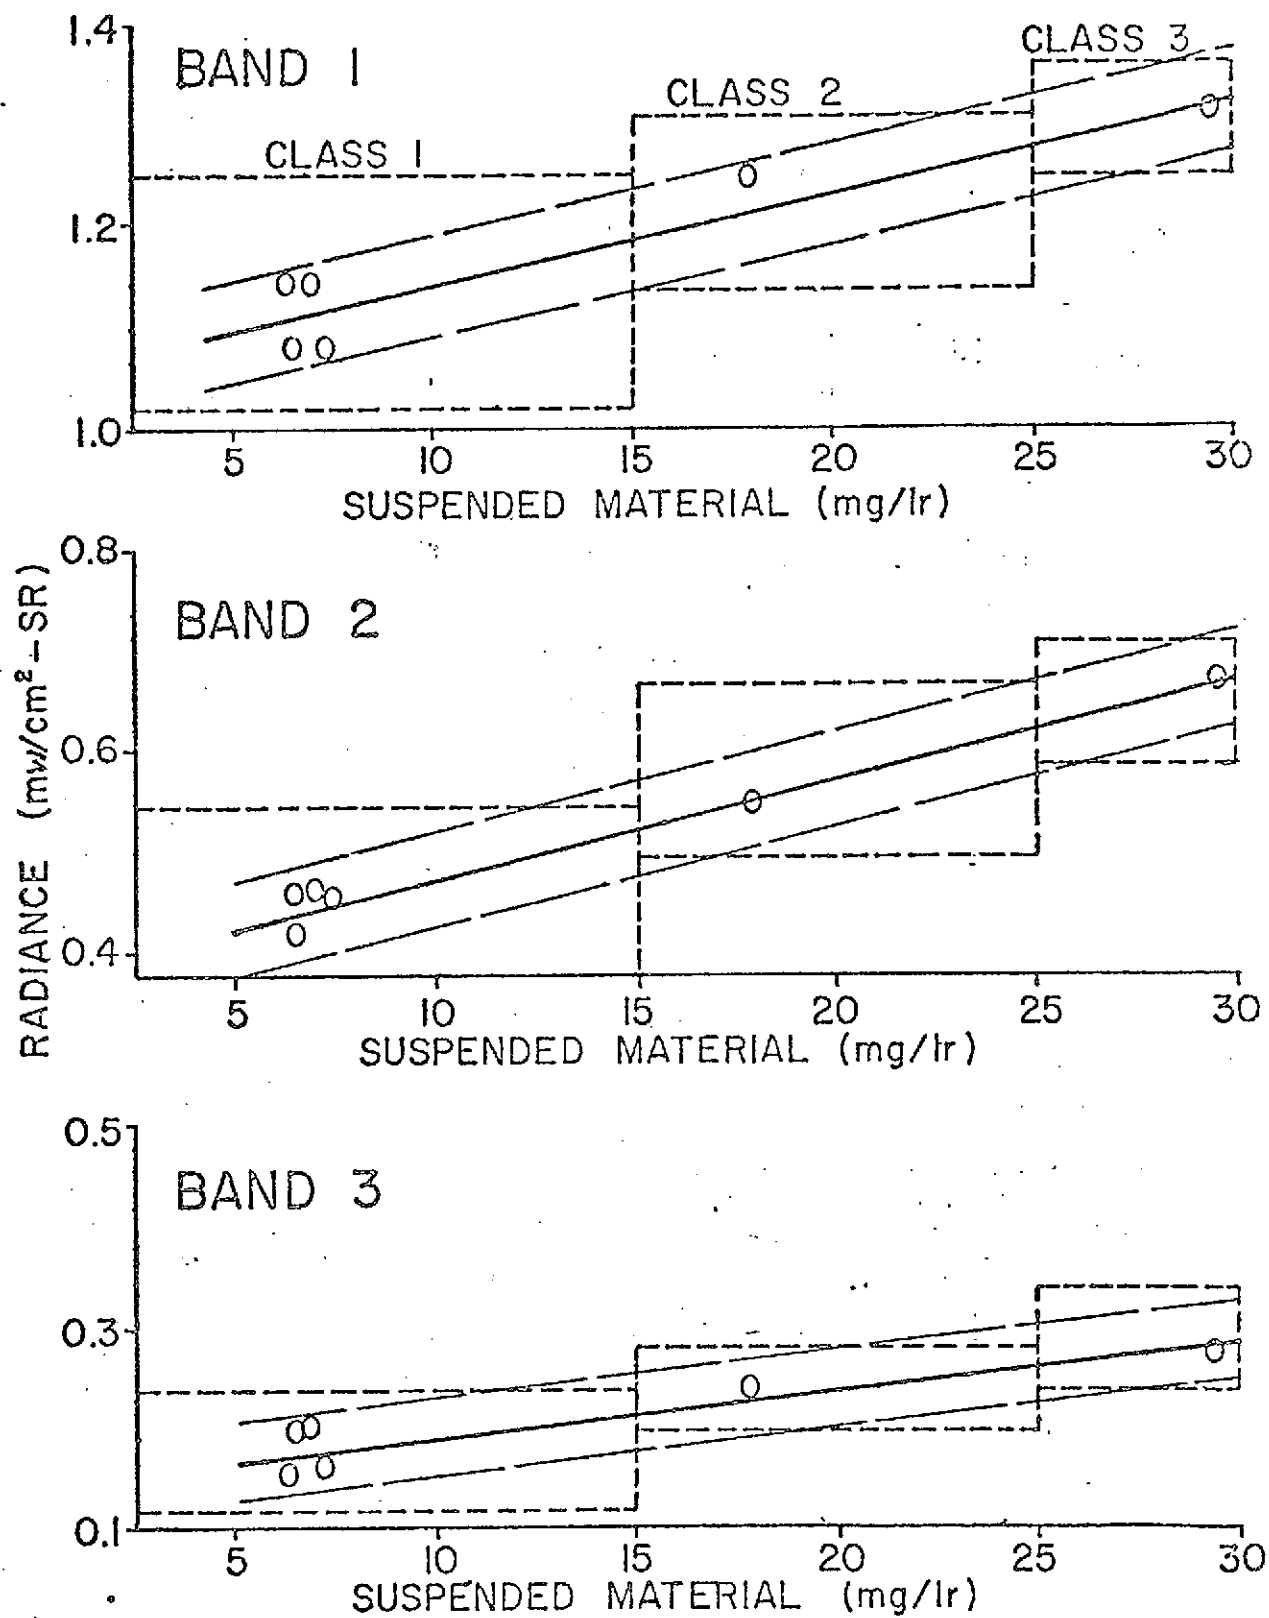 1.4
BAND 1
CLASS 3
CLASS 2
CLASS 1
1.2
1.0
5 10 15 20 25 30
SUSPENDED MATERIAL (mg/lr)
RADIANCE (mw/cm²-SR)
0.8
BAND 2
0.6
0.4
5 10 15 20 25 30
SUSPENDED MATERIAL (mg/lr)
0.5
BAND 3
0.3
0.1
5 10 15 20 25 30
SUSPENDED MATERIAL (mg/lr)